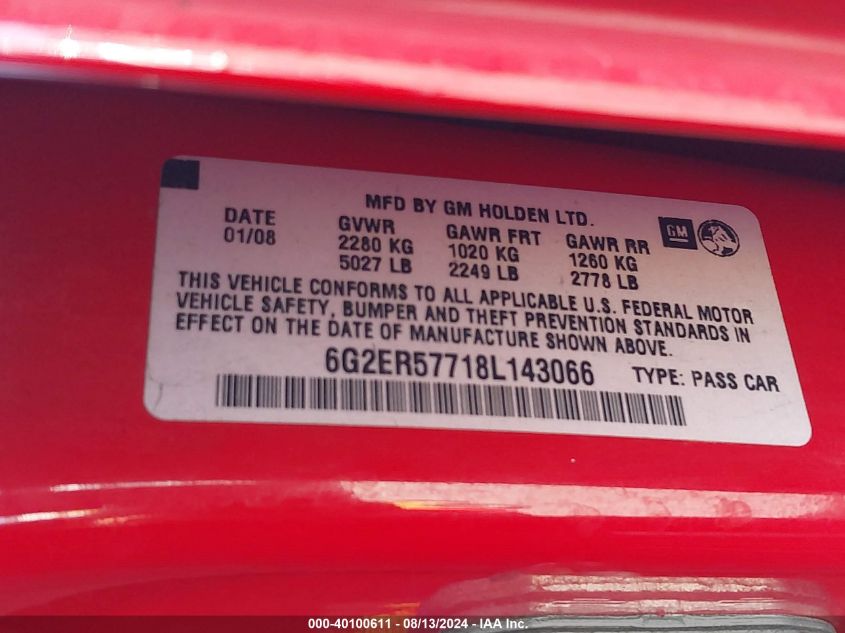 MFD BY GM HOLDEN LTD.
DATE GVWR GAWR FRT GAWR RR GM
01/08 2280 KG 1020 KG 1260 KG
5027 LB 2249 LB 2778 LB
THIS VEHICLE CONFORMS TO ALL APPLICABLE U.S. FEDERAL MOTOR
VEHICLE SAFETY, BUMPER AND THEFT PREVENTION STANDARDS IN
EFFECT ON THE DATE OF MANUFACTURE SHOWN ABOVE.
6G2ER57718L143066 TYPE: PASS CAR
000-40100611 - 08/13/2024 - IAA Inc.